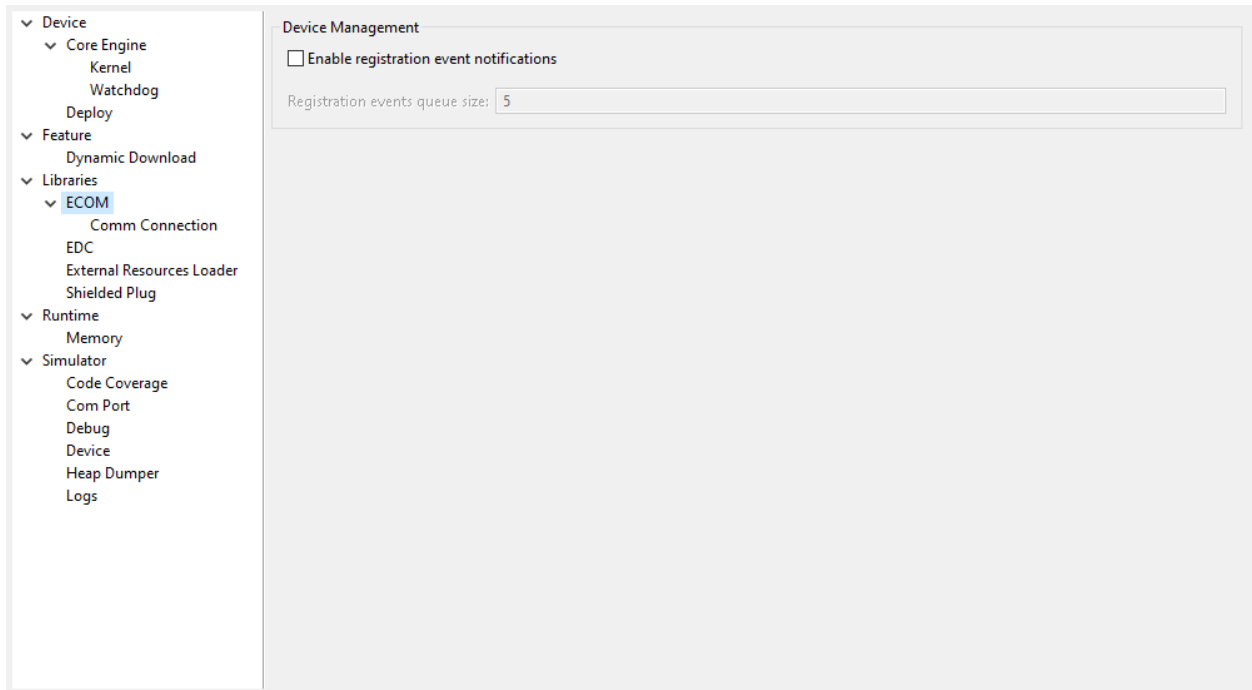 Device
Core Engine
Kernel
Watchdog
Deploy
Feature
Dynamic Download
Libraries
ECOM
Comm Connection
EDC
External Resources Loader
Shielded Plug
Runtime
Memory
Simulator
Code Coverage
Com Port
Debug
Device
Heap Dumper
Logs
Device Management
Enable registration event notifications
Registration events queue size: 5